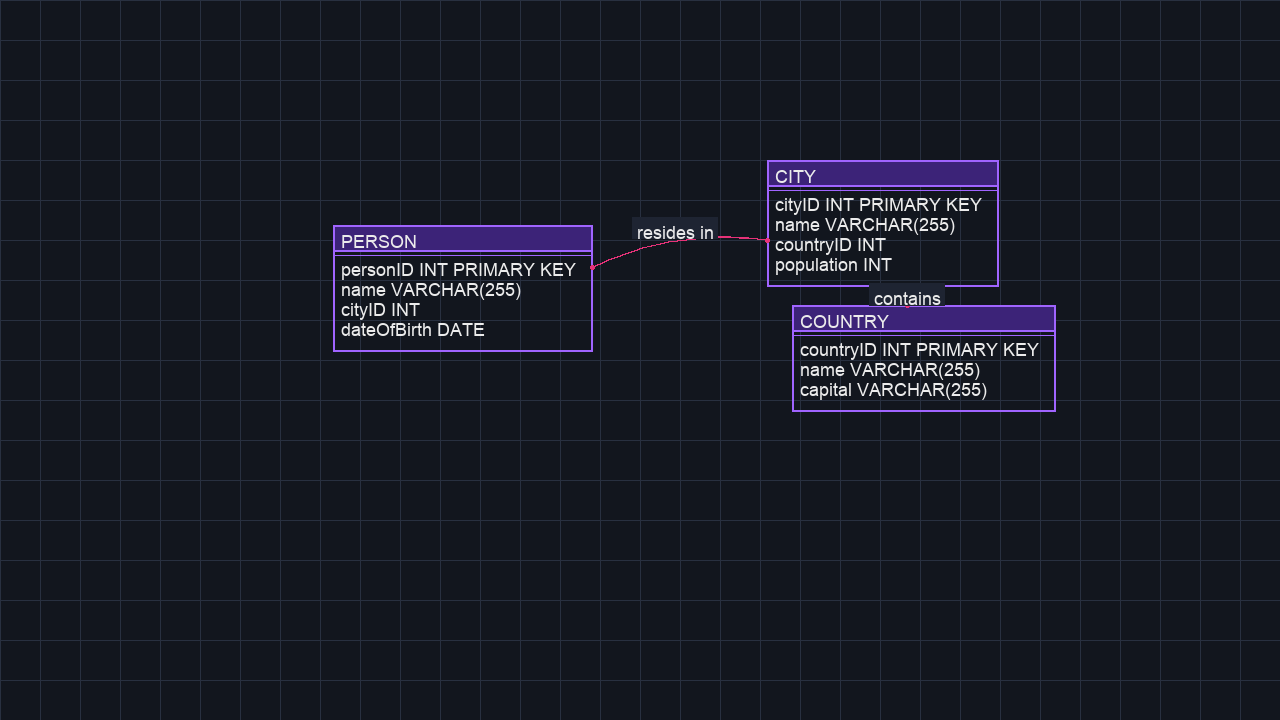 PERSON
personID INT PRIMARY KEY
name VARCHAR(255)
cityID INT
dateOfBirth DATE
resides in
CITY
cityID INT PRIMARY KEY
name VARCHAR(255)
countryID INT
population INT
contains
COUNTRY
countryID INT PRIMARY KEY
name VARCHAR(255)
capital VARCHAR(255)